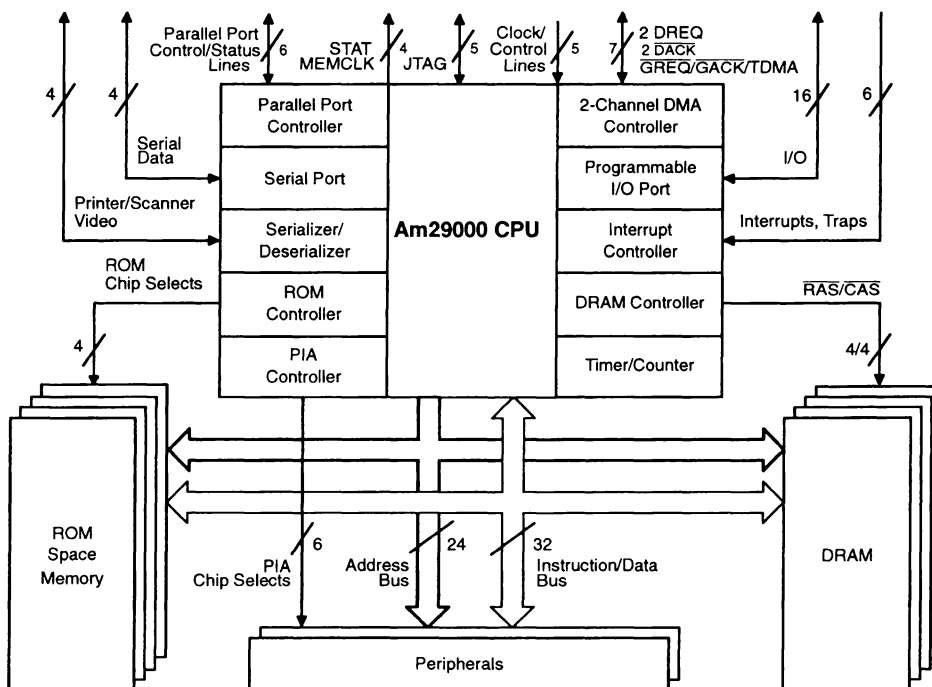 Parallel Port
Control/Status
Lines
6
STAT
MEMCLK
4
JTAG
5
Clock/
Control
Lines
5
7
2 DREQ
2 DACK
GREQ/GACK/TDMA
4
4
16
6
Serial
Data
Printer/Scanner
Video
ROM
Chip Selects
4
Parallel Port
Controller
Serial Port
Serializer/
Deserializer
ROM
Controller
PIA
Controller
Am29000 CPU
2-Channel DMA
Controller
Programmable
I/O Port
Interrupt
Controller
DRAM Controller
Timer/Counter
I/O
Interrupts, Traps
RAS/CAS
4/4
ROM
Space
Memory
6
PIA
Chip Selects
24
Address
Bus
32
Instruction/Data
Bus
DRAM
Peripherals